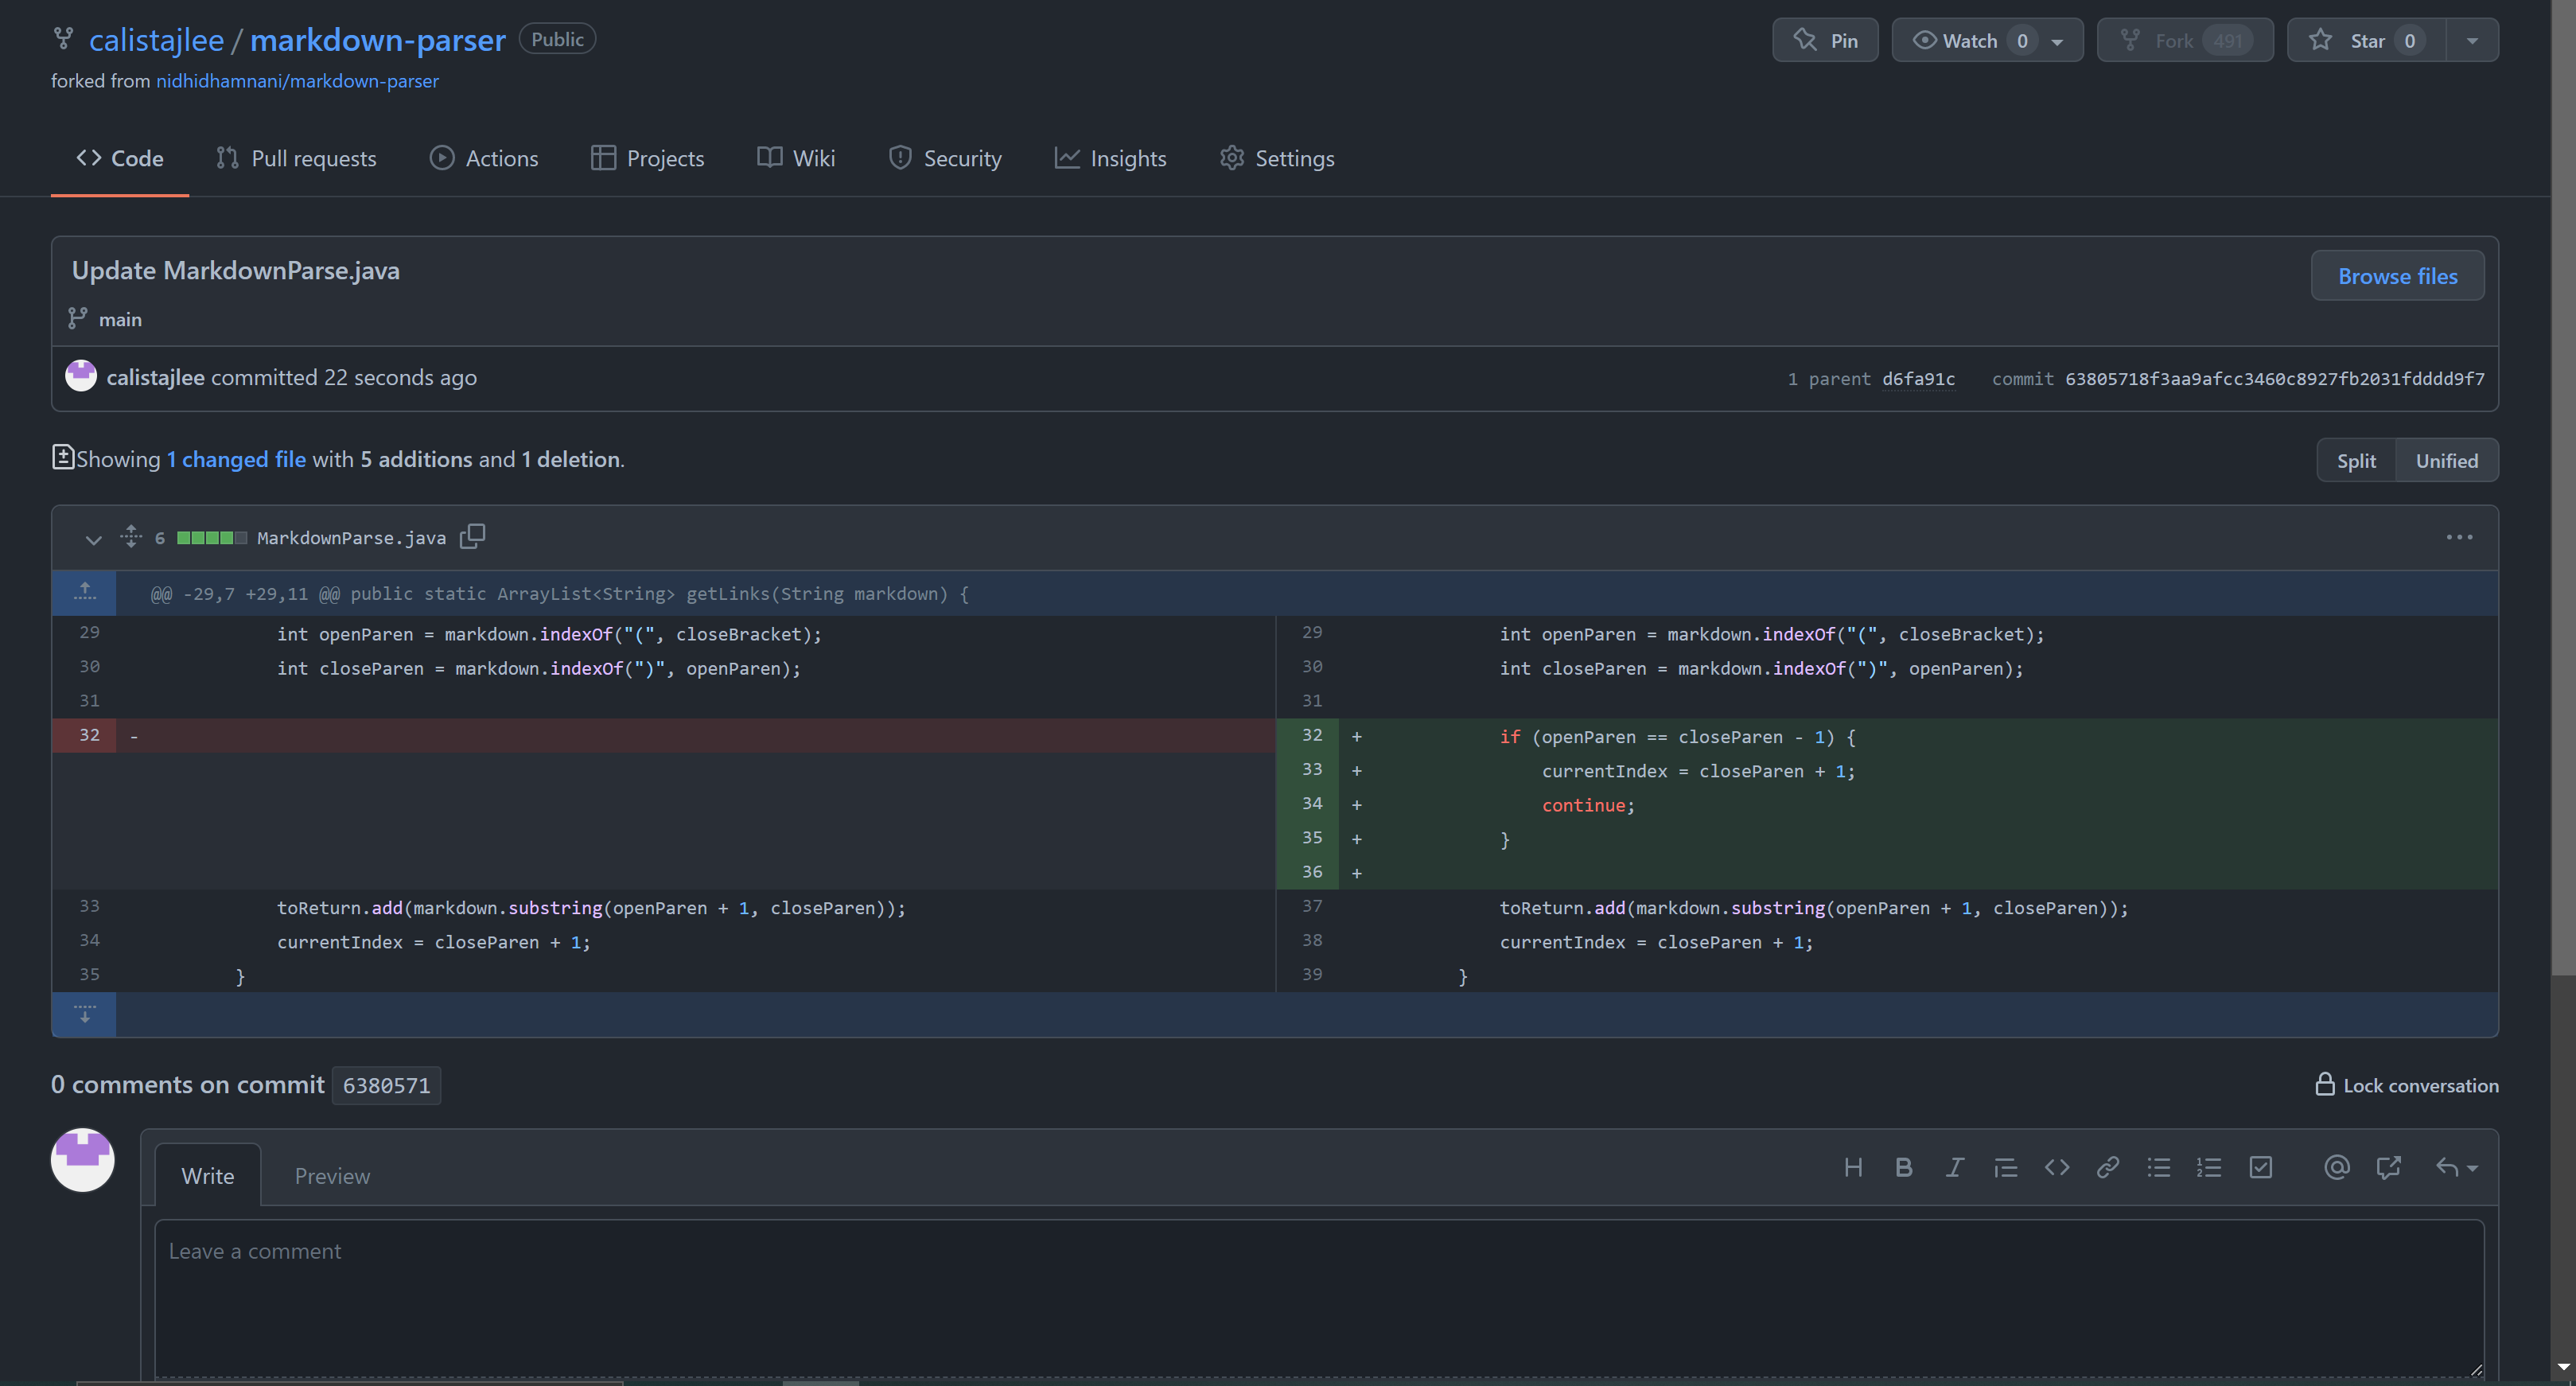 calistajlee / markdown-parser Public
Pin Watch 0 Fork 491 Star 0
forked from nidhidhamnani/markdown-parser
Code Pull requests Actions Projects Wiki Security Insights Settings
Update MarkdownParse.java
Browse files
main
calistajlee committed 22 seconds ago 1 parent d6fa91c commit 63805718f3aa9afcc3460c8927fb2031fdddd9f7
Showing 1 changed file with 5 additions and 1 deletion.
Split Unified
6 MarkdownParse.java
@@ -29,7 +29,11 @@ public static ArrayList<String> getLinks(String markdown) {
29 int openParen = markdown.indexOf("(", closeBracket); 29 int openParen = markdown.indexOf("(", closeBracket);
30 int closeParen = markdown.indexOf(")", openParen); 30 int closeParen = markdown.indexOf(")", openParen);
31 31
32 - 32 + if (openParen == closeParen - 1) {
33 + currentIndex = closeParen + 1;
34 + continue;
35 + }
36 +
33 toReturn.add(markdown.substring(openParen + 1, closeParen)); 37 toReturn.add(markdown.substring(openParen + 1, closeParen));
34 currentIndex = closeParen + 1; 38 currentIndex = closeParen + 1;
35 } 39 }
0 comments on commit 6380571
Lock conversation
Write Preview
Leave a comment